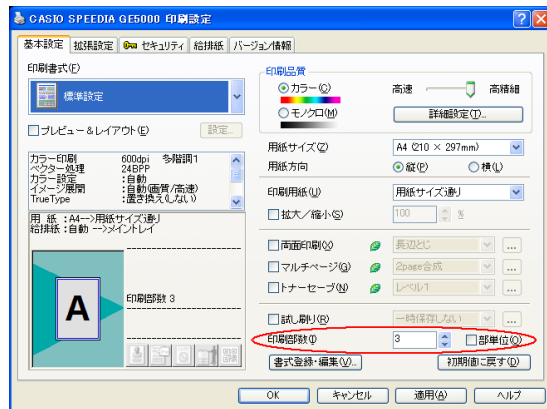 CASIO SPEEDIA GE5000 印刷設定
基本設定 拡張設定 セキュリティ 給排紙 バージョン情報
印刷書式(F)
標準設定
プレビュー＆レイアウト(E) 設定...
カラー印刷 600dpi 多階調1
ベクター処理 24BPP
カラー設定 :自動
イメージ展開 :自動(画質/高速)
TrueType :置き換え(しない)
用 紙 :A4-->用紙サイズ通り
給排紙 :自動 -->メイントレイ
A
印刷部数 3
印刷品質
カラー(C) 高速 高精細
モノクロ(M) 詳細設定(T)...
用紙サイズ(Z) A4 (210 × 297mm)
用紙方向 縦(P) 横(L)
印刷用紙(U) 用紙サイズ通り
拡大／縮小(S) 100 %
両面印刷(X) 長辺とじ ...
マルチページ(G) 2page合成 ...
トナーセーブ(N) レベル1 ...
試し刷り(R) 一時保存しない ...
印刷部数(I) 3 部単位(O)
書式登録・編集(V)... 初期値に戻す(D)
OK キャンセル 適用(A) ヘルプ